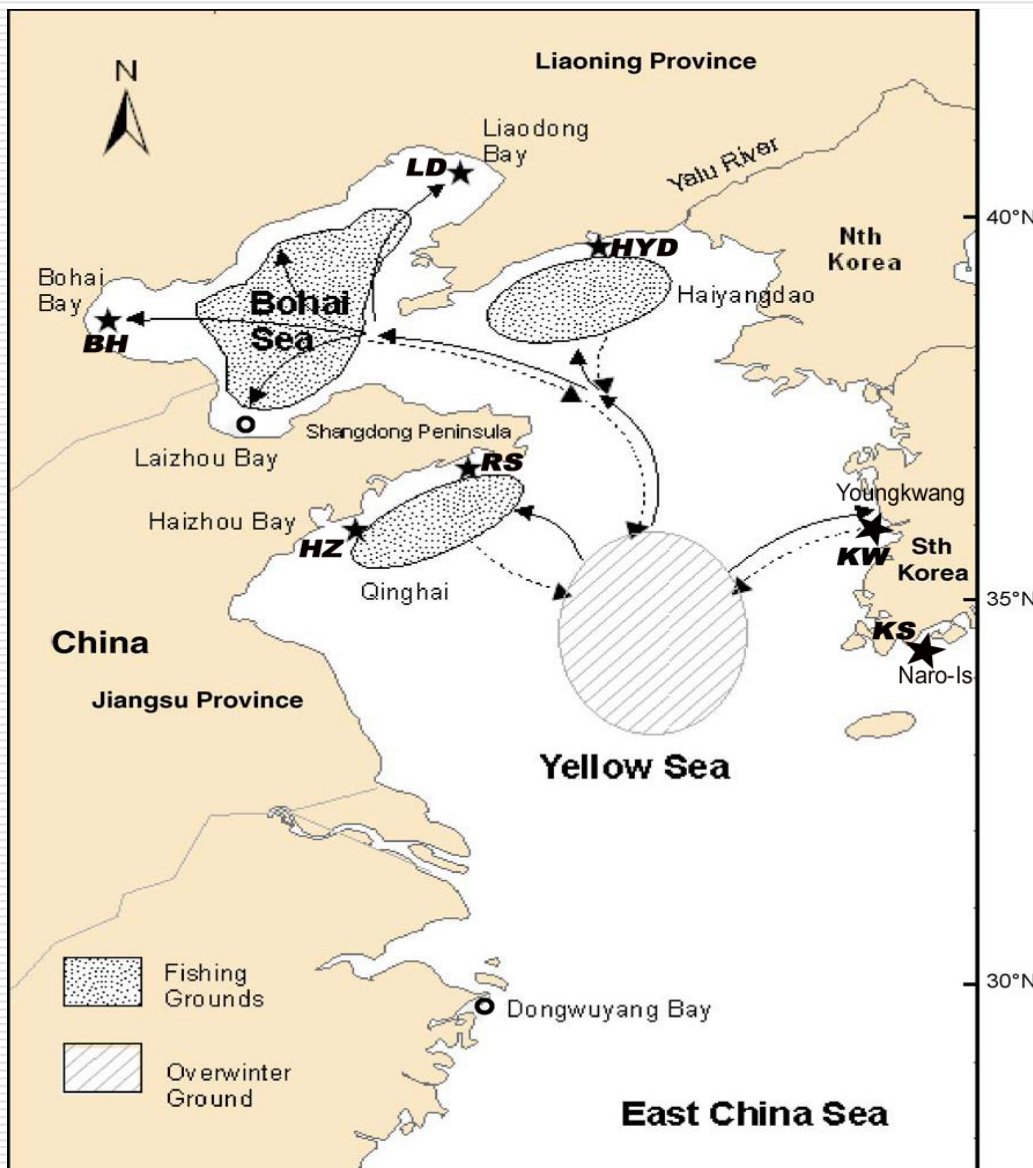 Liaoning Province
N
Liaodong
Bay
LD
Yalu River
40°N
HYD
Nth
Korea
Bohai
Bay
Haiyangdao
Bohai
Sea
BH
Shangdong Peninsula
Laizhou Bay
RS
Youngkwang
Haizhou Bay
HZ
KW
Sth
Korea
Qinghai
35°N
KS
China
Naro-Is
Jiangsu Province
Yellow Sea
Fishing
Grounds
30°N
Dongwuyang Bay
Overwinter
Ground
East China Sea